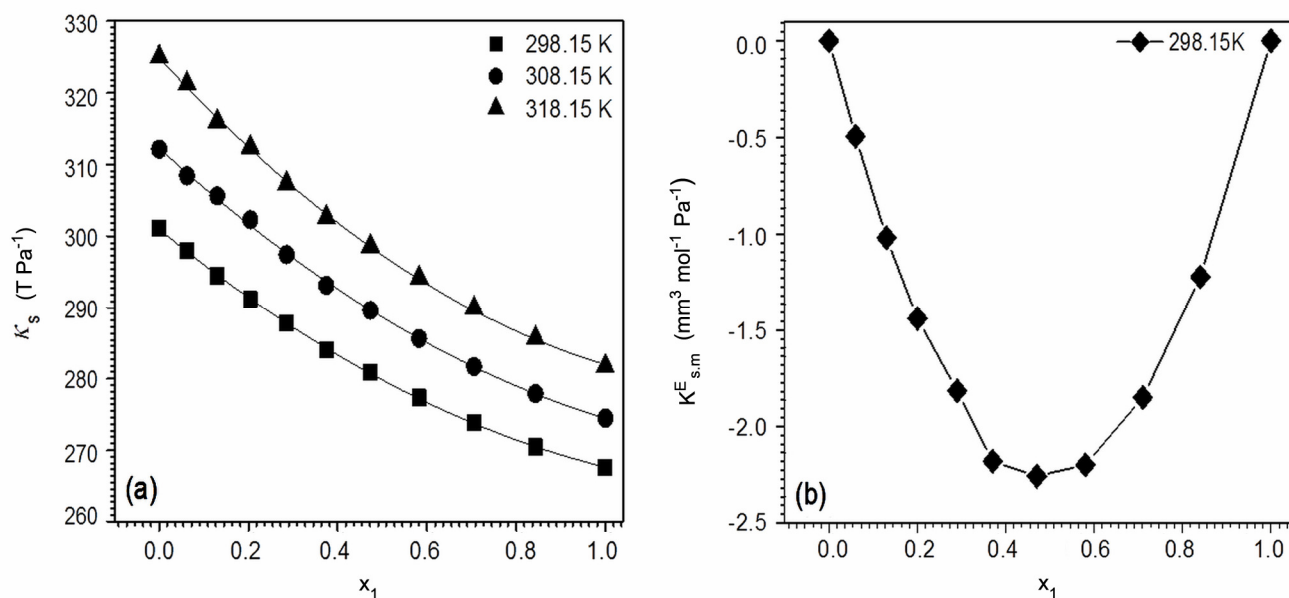 330
320
310
300
290
280
270
260
0.0 0.2 0.4 0.6 0.8 1.0
x₁
κ s (T Pa⁻¹)
298.15 K
308.15 K
318.15 K
(a)
0.0
-0.5
-1.0
-1.5
-2.0
-2.5
0.0 0.2 0.4 0.6 0.8 1.0
x₁
K^E s.m (mm³ mol⁻¹ Pa⁻¹)
298.15K
(b)